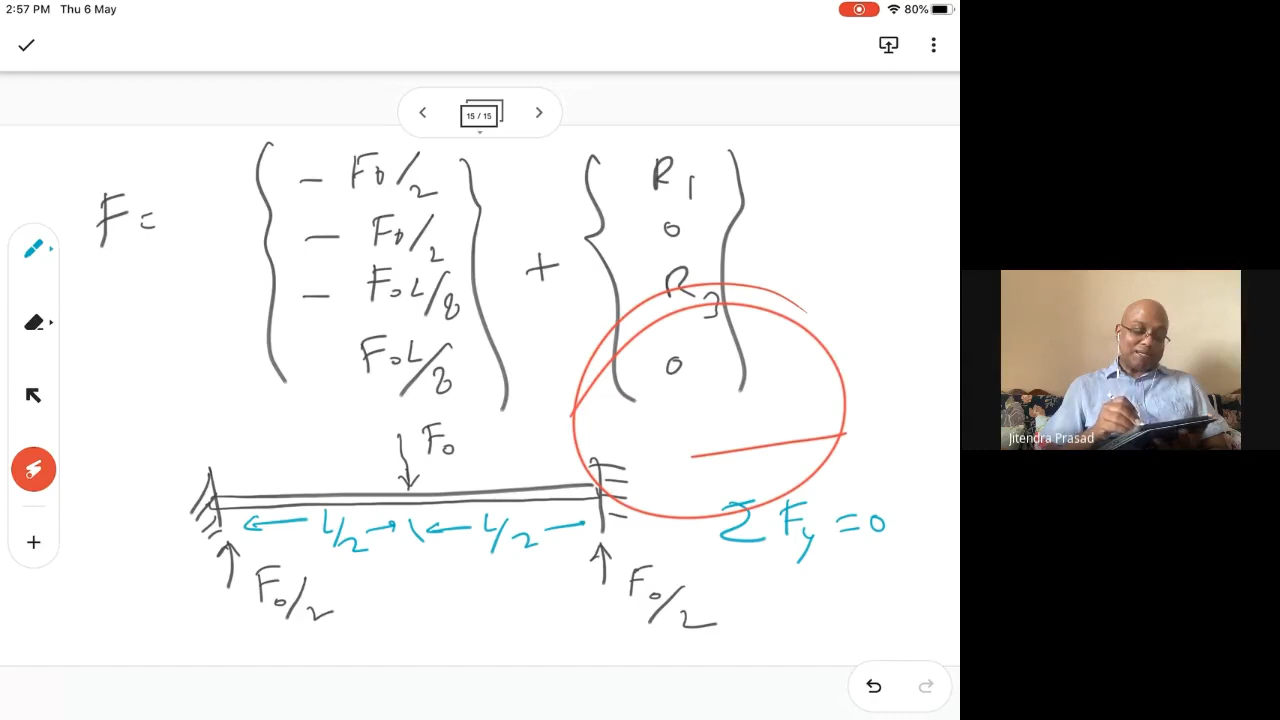 2:57 PM Thu 6 May
80%
15 / 15
F = { - F0/2 } + { R1 }
- F0/2 0
- F0L/8 R3
F0L/8 0
F0
L/2 L/2
Σ Fy = 0
F0/2 F0/2
Jitendra Prasad